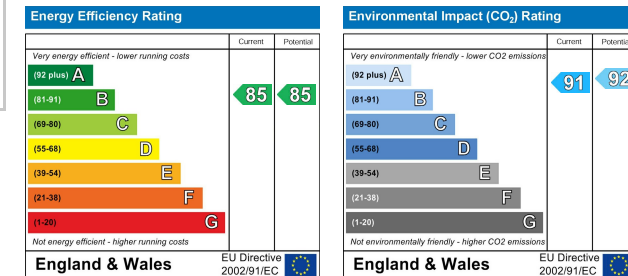 Energy Efficiency Rating
Current Potential
Very energy efficient - lower running costs
(92 plus) A
(81-91) B
(69-80) C
(55-68) D
(39-54) E
(21-38) F
(1-20) G
85 85
Not energy efficient - higher running costs
England & Wales
EU Directive
2002/91/EC
Environmental Impact (CO₂) Rating
Current Potential
Very environmentally friendly - lower CO2 emissions
(92 plus) A
(81-91) B
(69-80) C
(55-68) D
(39-54) E
(21-38) F
(1-20) G
91 92
Not environmentally friendly - higher CO2 emissions
England & Wales
EU Directive
2002/91/EC